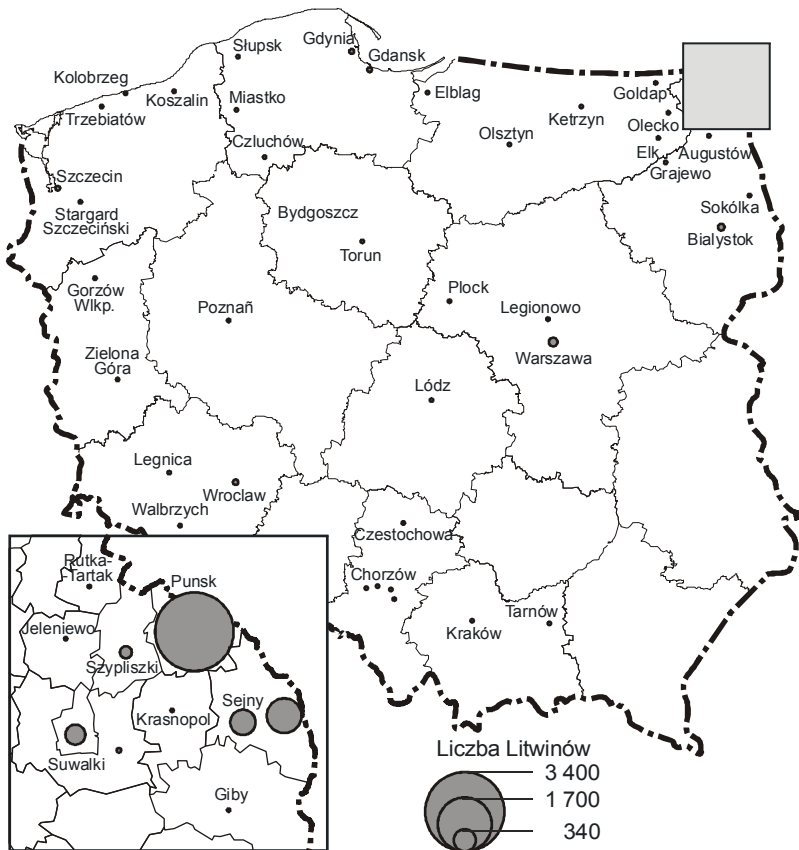 Słupsk
Gdynia
Gdansk
Kolobrzeg
Koszalin
Trzebiatów
Miastko
Elblag
Goldap
Ketrzyn
Olecko
Olsztyn
Człuchów
Elk
Augustów
Grajewo
Szczecin
Stargard
Szczeciński
Sokólka
Bialystok
Bydgoszcz
Torun
Gorzów
Wlkp.
Plock
Poznañ
Legionowo
Warszawa
Zielona
Góra
Lódz
Legnica
Wroclaw
Walbrzych
Czestochowa
Chorzów
Tarnów
Kraków
Rutka-
-Tartak
Punsk
Jeleniewo
Szypliszki
Krasnopol
Sejny
Suwalki
Giby
Liczba Litwinów
3 400
1 700
340